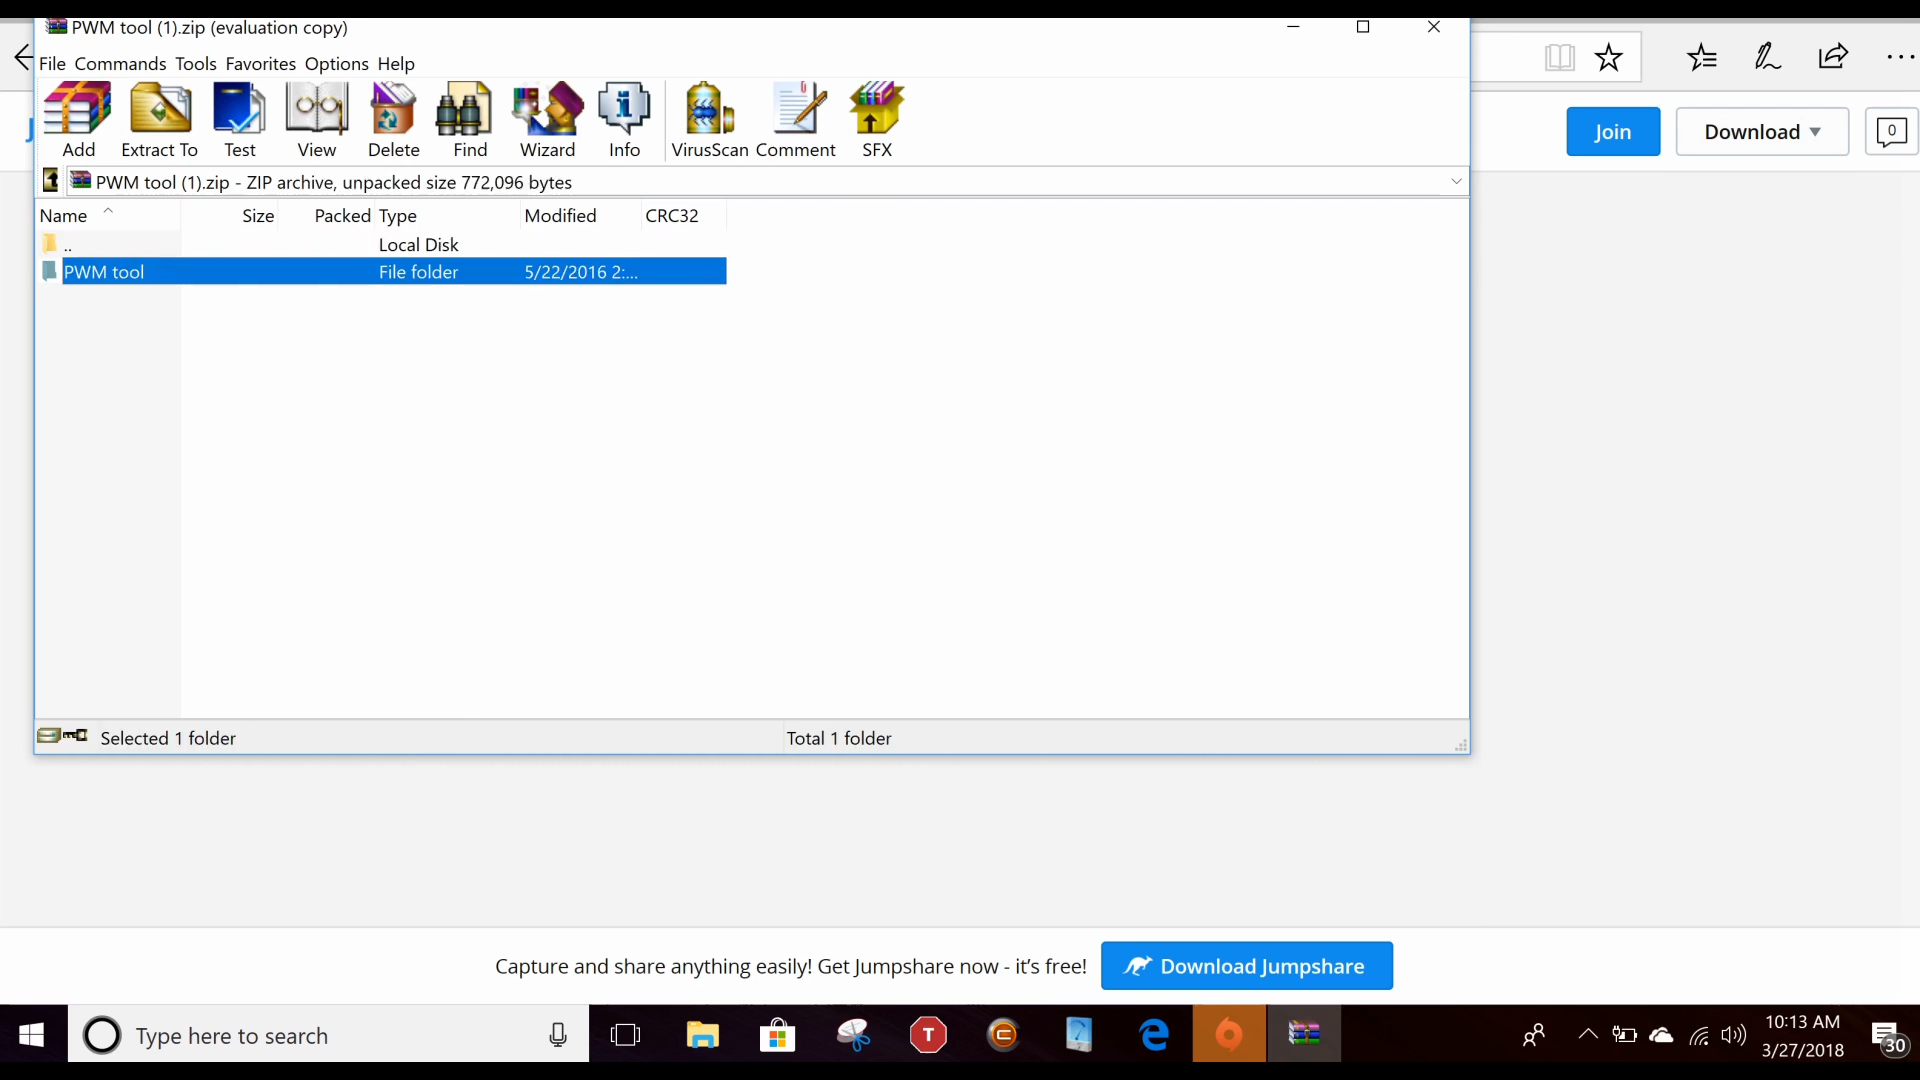 PWM tool (1).zip (evaluation copy)
File Commands Tools Favorites Options Help
Add Extract To Test View Delete Find Wizard Info VirusScan Comment SFX
PWM tool (1).zip - ZIP archive, unpacked size 772,096 bytes
Name Size Packed Type Modified CRC32
.. Local Disk
PWM tool File folder 5/22/2016 2:...
Selected 1 folder Total 1 folder
Join Download 0
Capture and share anything easily! Get Jumpshare now - it's free! Download Jumpshare
Type here to search T C
10:13 AM
3/27/2018
30